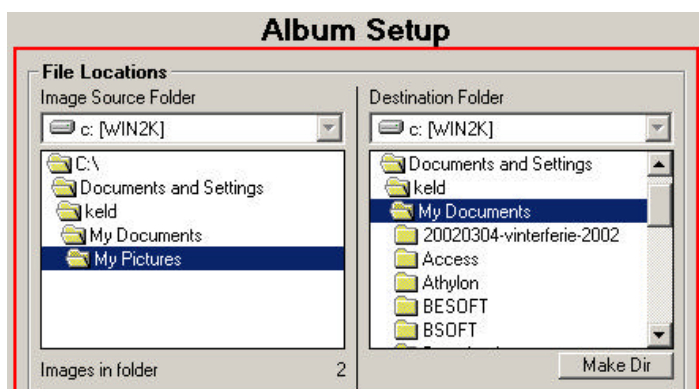 Album Setup
File Locations
Image Source Folder
c: [WIN2K]
C:\
Documents and Settings
keld
My Documents
My Pictures
Images in folder 2
Destination Folder
c: [WIN2K]
Documents and Settings
keld
My Documents
20020304-vinterferie-2002
Access
Athylon
BESOFT
BSOFT
Make Dir